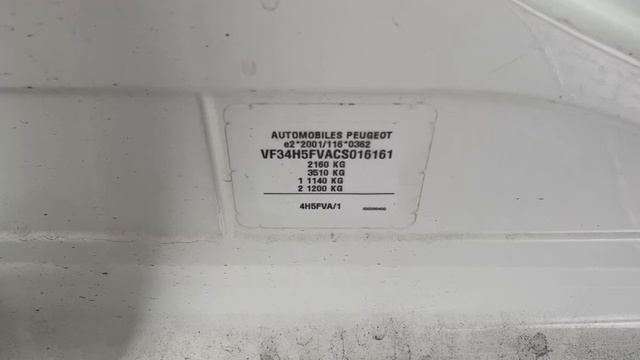 AUTOMOBILES PEUGEOT
e2*2001/116*0362
VF34H5FVACS016161
2160 KG
3510 KG
1 1140 KG
2 1200 KG
4H5FVA/1